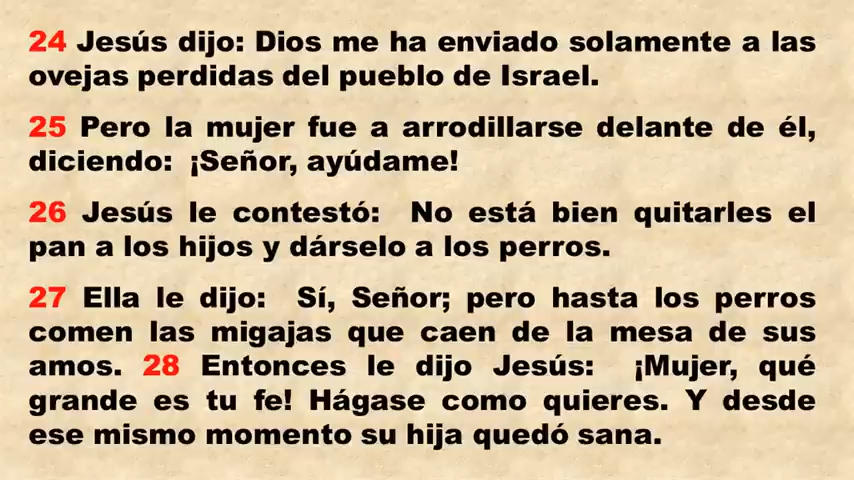 24 Jesús dijo: Dios me ha enviado solamente a las
ovejas perdidas del pueblo de Israel.
25 Pero la mujer fue a arrodillarse delante de él,
diciendo: ¡Señor, ayúdame!
26 Jesús le contestó: No está bien quitarles el
pan a los hijos y dárselo a los perros.
27 Ella le dijo: Sí, Señor; pero hasta los perros
comen las migajas que caen de la mesa de sus
amos. 28 Entonces le dijo Jesús: ¡Mujer, qué
grande es tu fe! Hágase como quieres. Y desde
ese mismo momento su hija quedó sana.